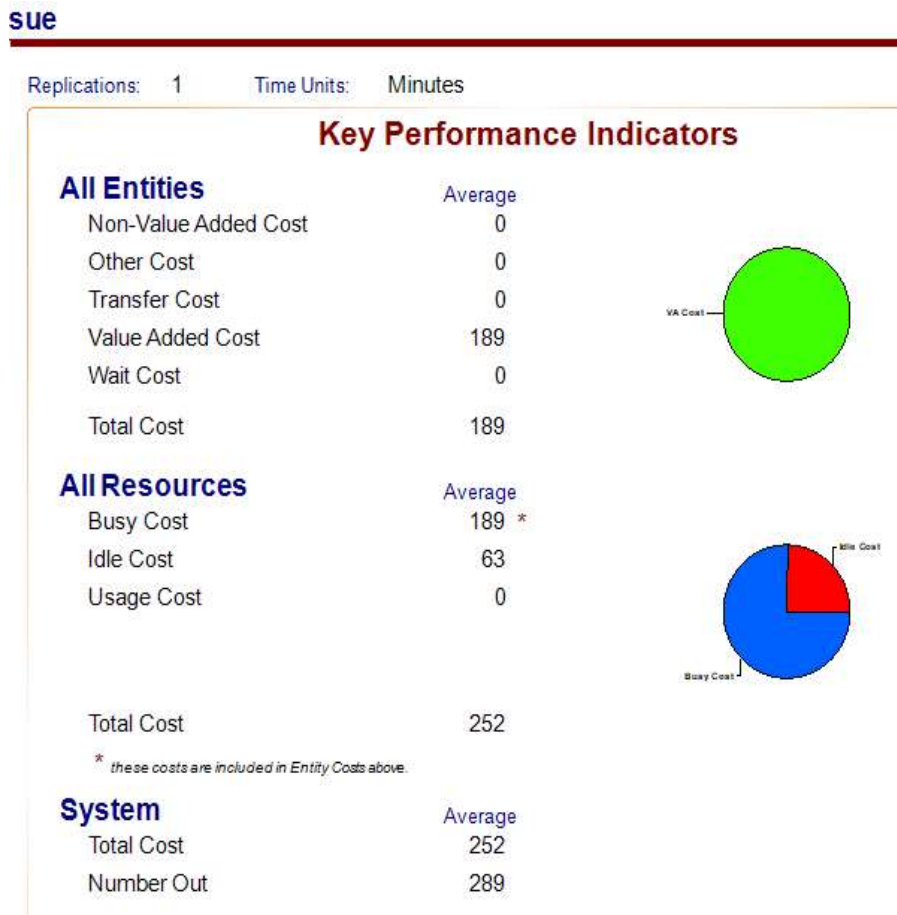 sue
Replications: 1 Time Units: Minutes
Key Performance Indicators
All Entities Average
Non-Value Added Cost 0
Other Cost 0
Transfer Cost 0
VA Cost
Value Added Cost 189
Wait Cost 0
Total Cost 189
All Resources Average
Busy Cost 189 *
Idle Cost 63
Idle Cost
Usage Cost 0
Busy Cost
Total Cost 252
* these costs are included in Entity Costs above.
System Average
Total Cost 252
Number Out 289